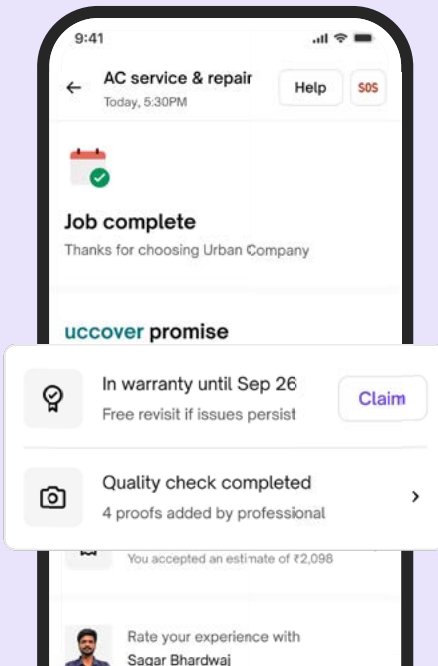 9:41
AC service & repair
Today, 5:30PM
Help
SOS
Job complete
Thanks for choosing Urban Company
uccover promise
In warranty until Sep 26
Free revisit if issues persist
Claim
Quality check completed
4 proofs added by professional
You accepted an estimate of ₹2,098
Rate your experience with
Sagar Bhardwaj